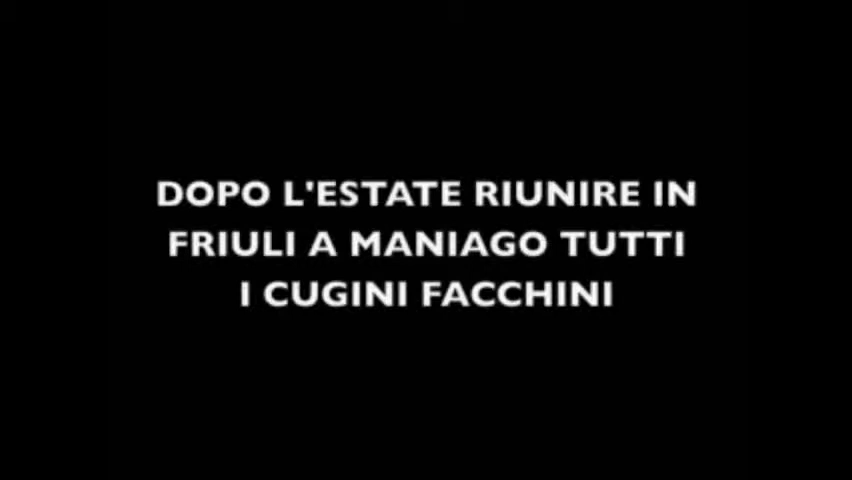 DOPO L'ESTATE RIUNIRE IN
FRIULI A MANIAGO TUTTI
I CUGINI FACCHINI